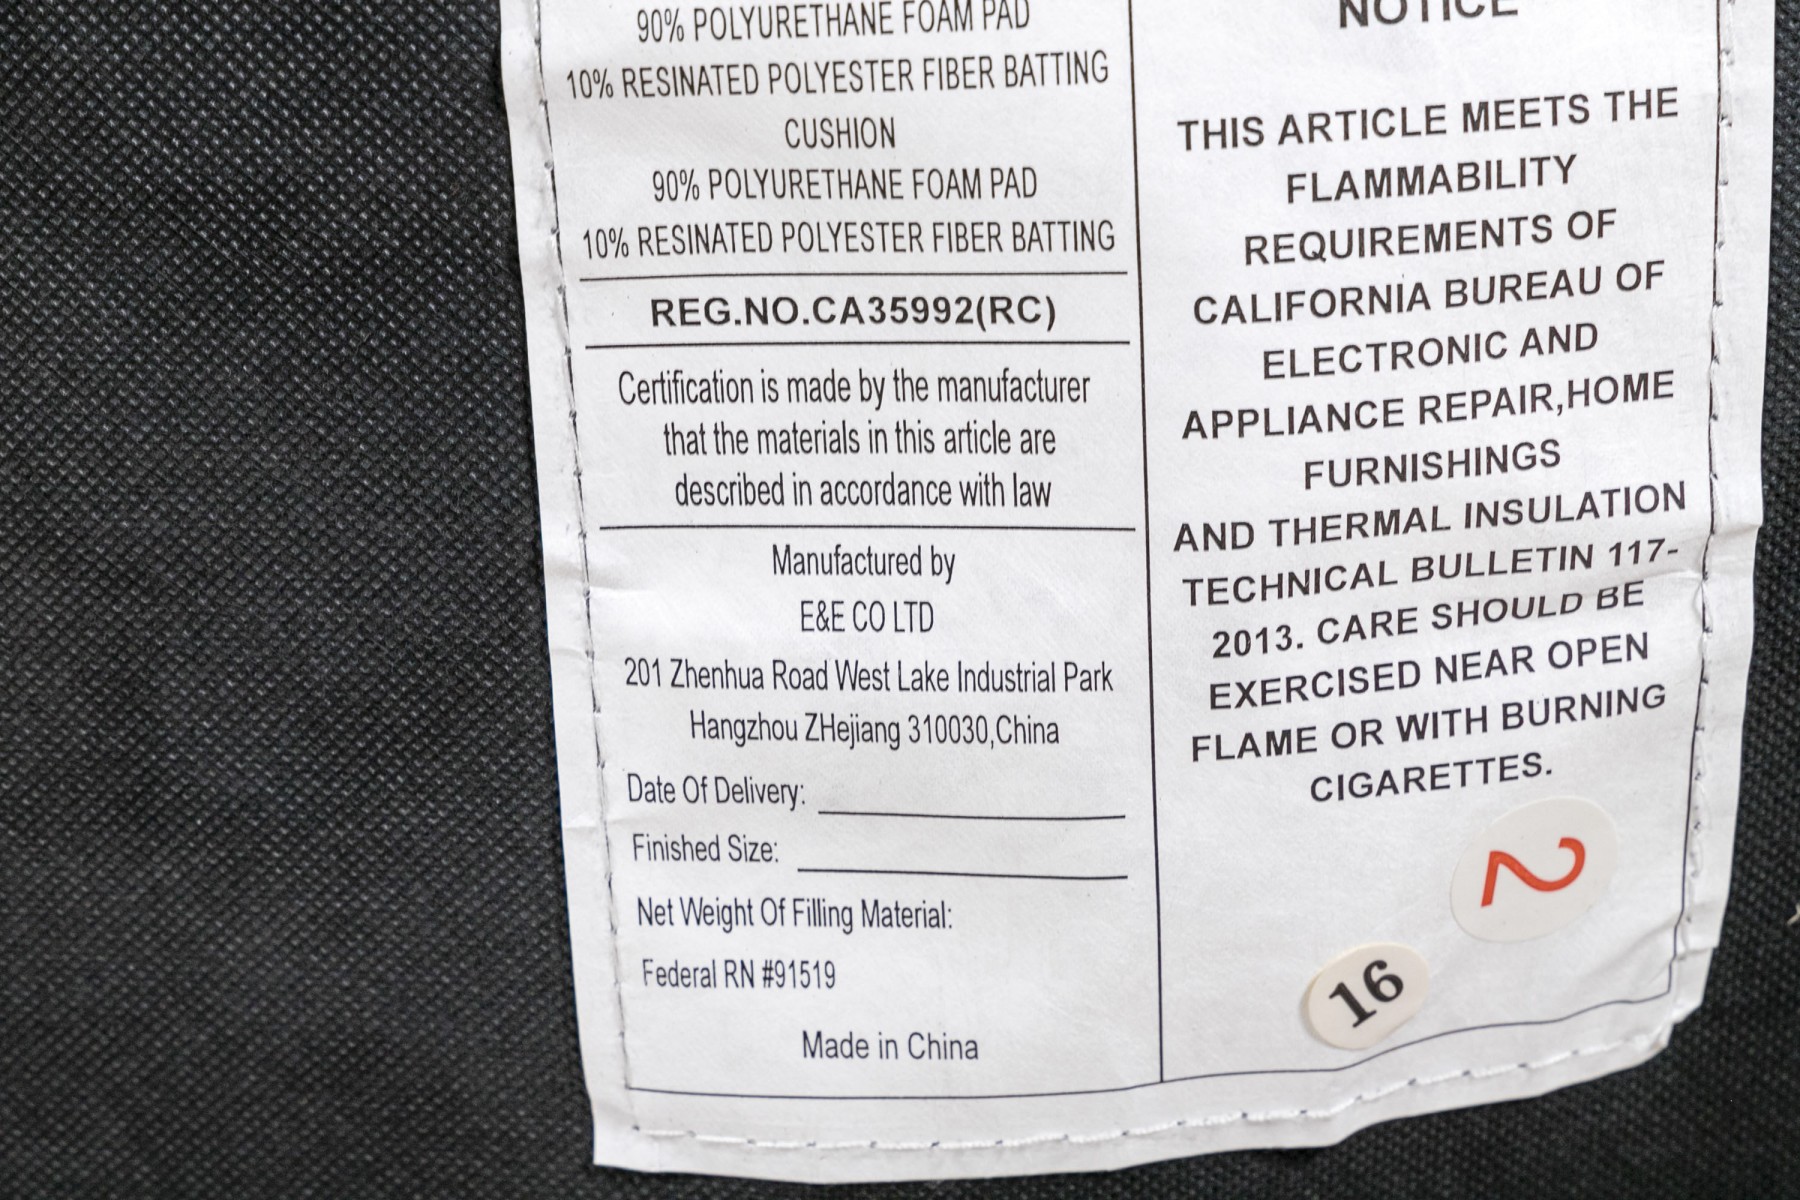 90% POLYURETHANE FOAM PAD
10% RESINATED POLYESTER FIBER BATTING
CUSHION
90% POLYURETHANE FOAM PAD
10% RESINATED POLYESTER FIBER BATTING
REG.NO.CA35992(RC)
Certification is made by the manufacturer
that the materials in this article are
described in accordance with law
Manufactured by
E&E CO LTD
201 Zhenhua Road West Lake Industrial Park
Hangzhou ZHejiang 310030,China
Date Of Delivery:
Finished Size:
Net Weight Of Filling Material:
Federal RN #91519
Made in China
NOTICE
THIS ARTICLE MEETS THE
FLAMMABILITY
REQUIREMENTS OF
CALIFORNIA BUREAU OF
ELECTRONIC AND
APPLIANCE REPAIR,HOME
FURNISHINGS
AND THERMAL INSULATION
TECHNICAL BULLETIN 117-
2013. CARE SHOULD BE
EXERCISED NEAR OPEN
FLAME OR WITH BURNING
CIGARETTES.
2
16